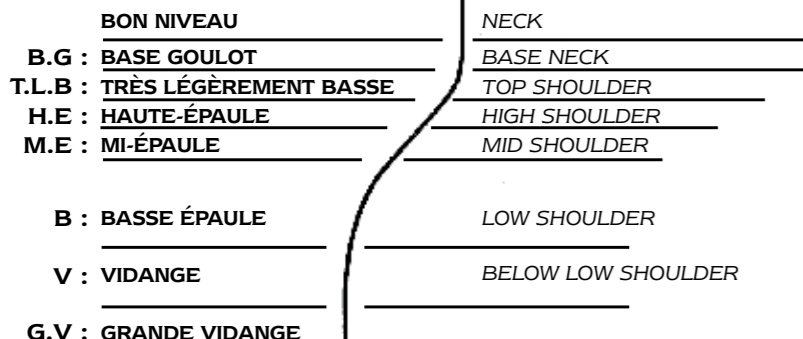 BON NIVEAU NECK
B.G : BASE GOULOT BASE NECK
T.L.B : TRÈS LÉGÈREMENT BASSE TOP SHOULDER
H.E : HAUTE-ÉPAULE HIGH SHOULDER
M.E : MI-ÉPAULE MID SHOULDER
B : BASSE ÉPAULE LOW SHOULDER
V : VIDANGE BELOW LOW SHOULDER
G.V : GRANDE VIDANGE